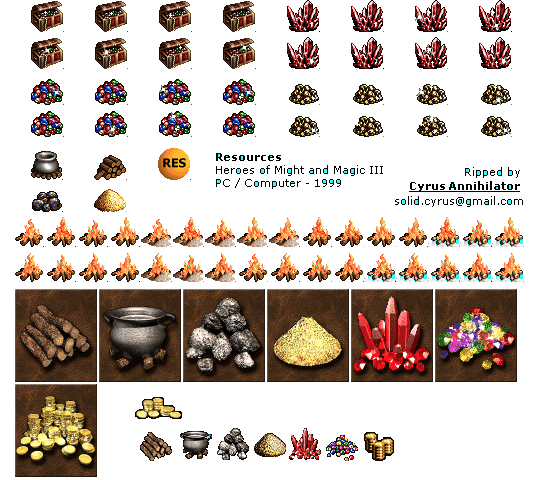 RES
Resources
Heroes of Might and Magic III
PC / Computer - 1999
Ripped by
Cyrus Annihilator
solid.cyrus@gmail.com